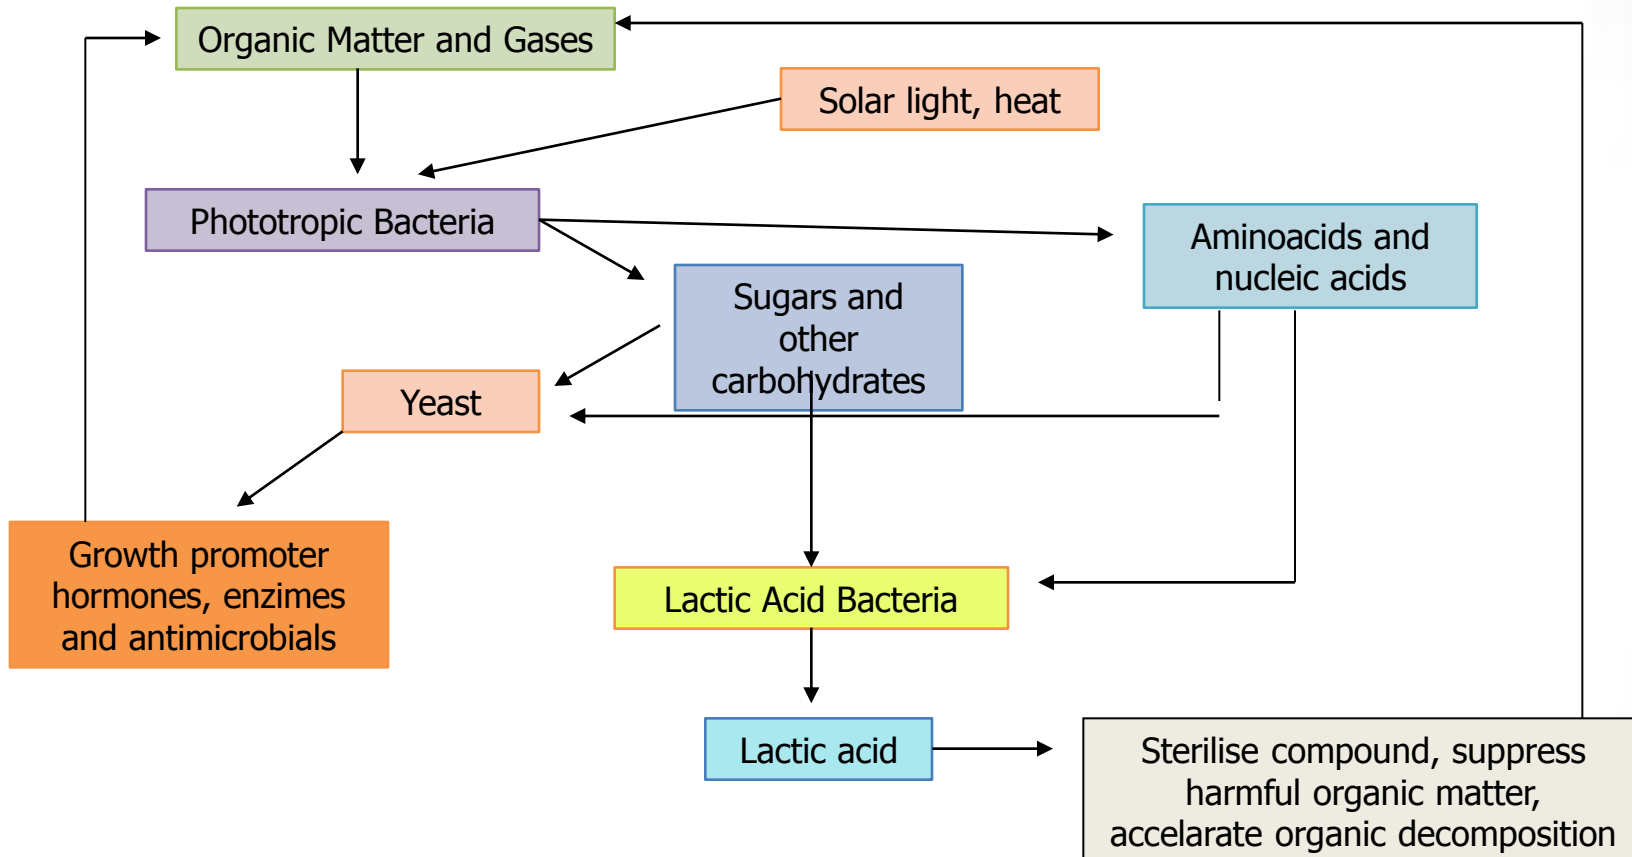 Organic Matter and Gases
Solar light, heat
Phototropic Bacteria
Aminoacids and
nucleic acids
Sugars and
other
carbohydrates
Yeast
Growth promoter
hormones, enzimes
and antimicrobials
Lactic Acid Bacteria
Lactic acid
Sterilise compound, suppress
harmful organic matter,
accelarate organic decomposition